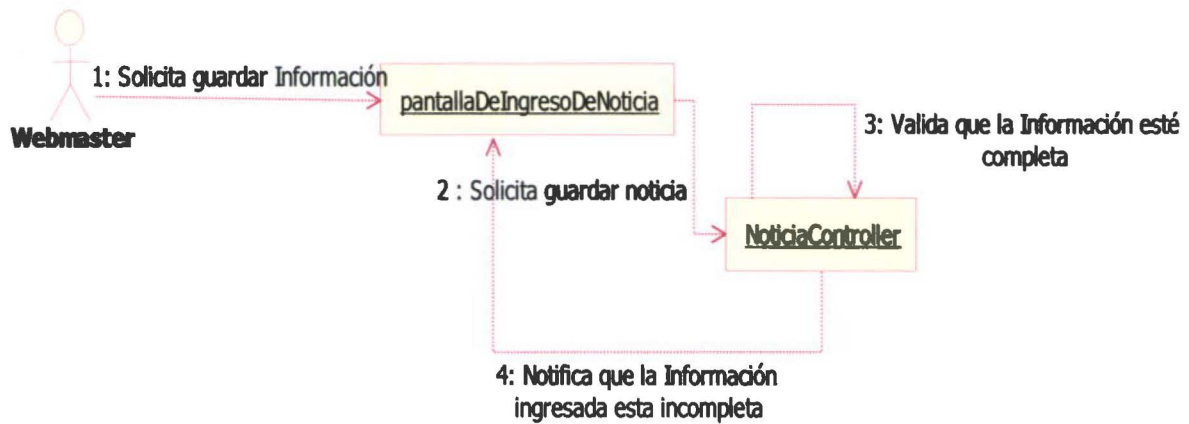 1: Solicita guardar Información
pantallaDeIngresoDeNoticia
Webmaster
3: Valida que la Información esté
completa
2 : Solicita guardar noticia
NoticiaController
4: Notifica que la Información
ingresada esta incompleta